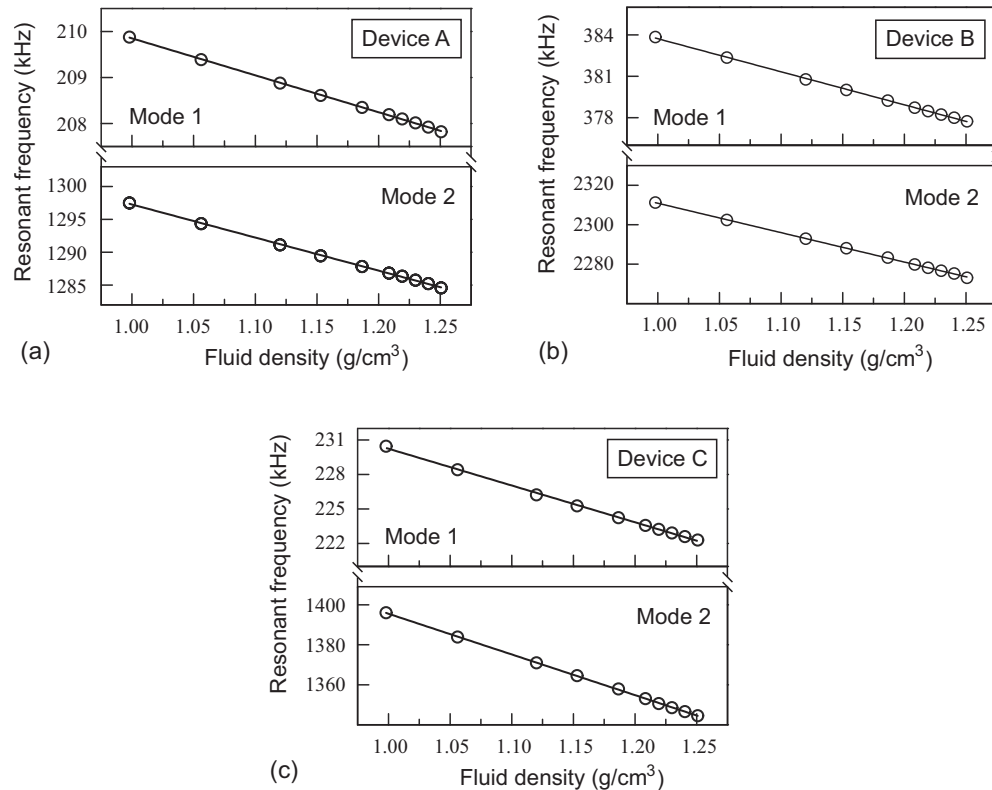 Resonant frequency (kHz)
210
209
208
Device A
Mode 1
1300
1295
1290
1285
Mode 2
1.00 1.05 1.10 1.15 1.20 1.25
(a)
Fluid density (g/cm³)
Resonant frequency (kHz)
384
381
378
Device B
Mode 1
2320
2300
2280
Mode 2
1.00 1.05 1.10 1.15 1.20 1.25
(b)
Fluid density (g/cm³)
Resonant frequency (kHz)
231
228
225
222
Device C
Mode 1
1400
1380
1360
Mode 2
1.00 1.05 1.10 1.15 1.20 1.25
(c)
Fluid density (g/cm³)